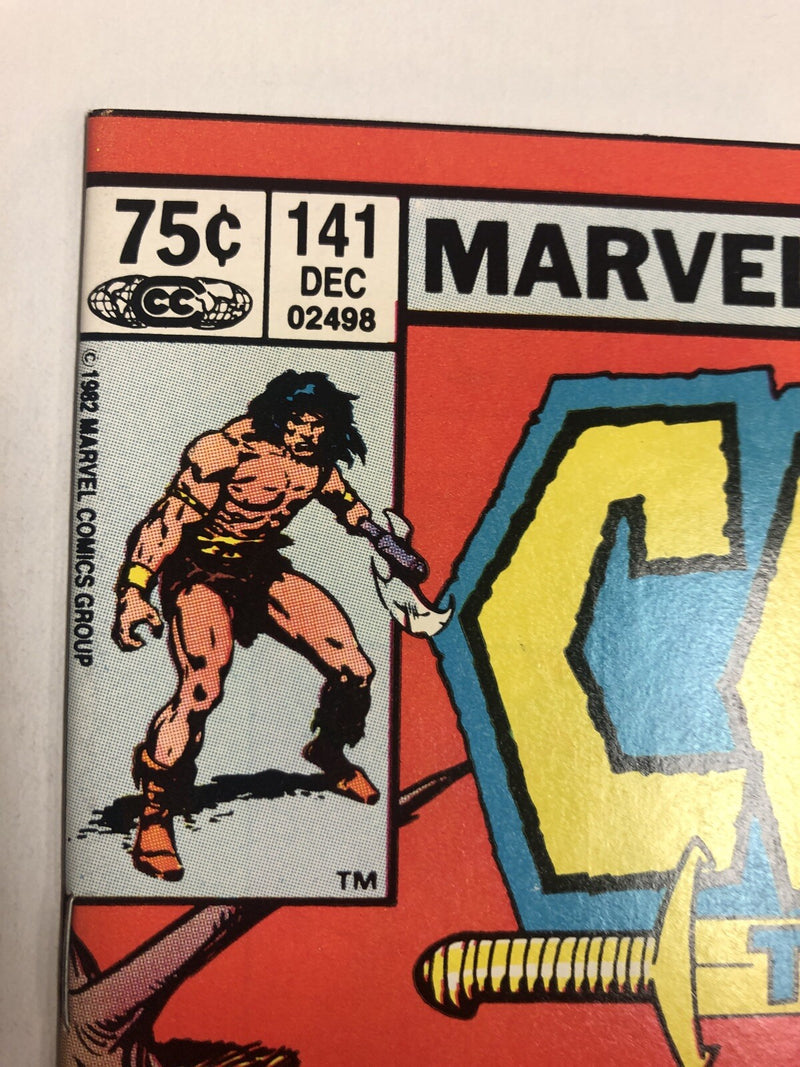 75¢
CC
141
DEC
02498
MARVEL
© 1982 MARVEL COMICS GROUP
TM
C
T